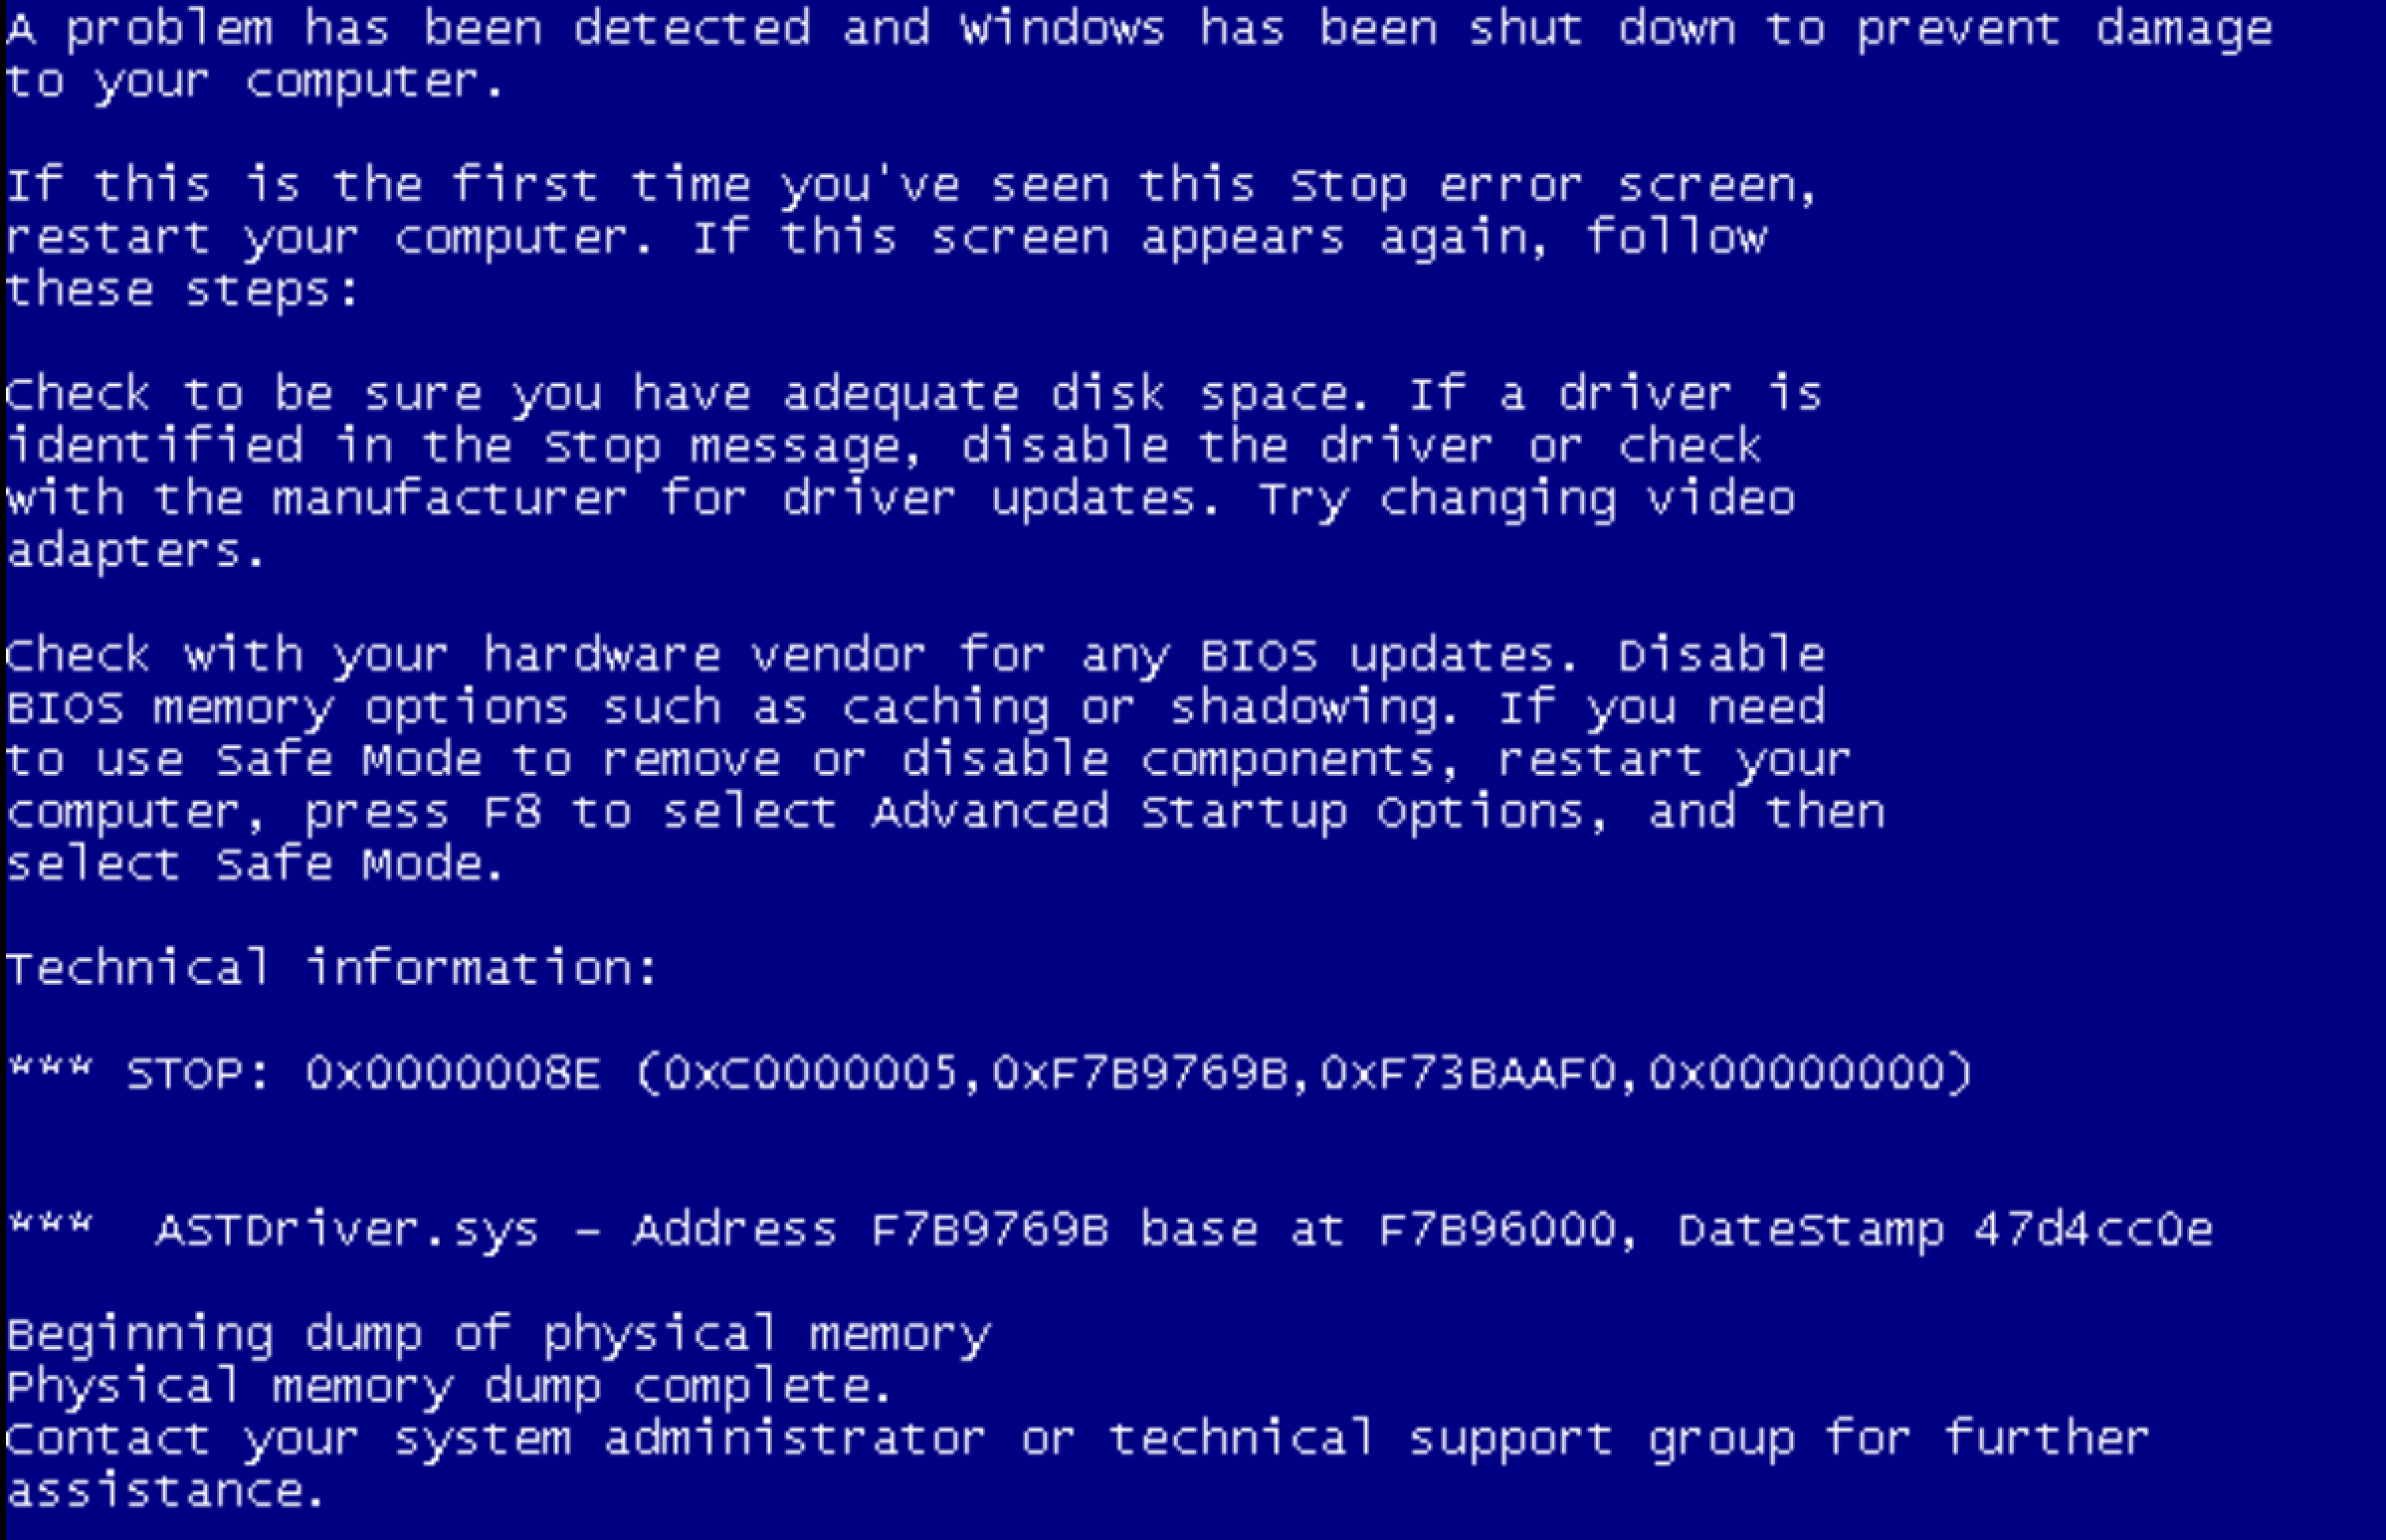 A problem has been detected and Windows has been shut down to prevent damage
to your computer.
If this is the first time you've seen this Stop error screen,
restart your computer. If this screen appears again, follow
these steps:
Check to be sure you have adequate disk space. If a driver is
identified in the Stop message, disable the driver or check
with the manufacturer for driver updates. Try changing video
adapters.
Check with your hardware vendor for any BIOS updates. Disable
BIOS memory options such as caching or shadowing. If you need
to use Safe Mode to remove or disable components, restart your
computer, press F8 to select Advanced Startup Options, and then
select Safe Mode.
Technical information:
*** STOP: 0x0000008E (0xC0000005,0xF7B9769B,0xF73BAAF0,0x00000000)
***  ASTDriver.sys - Address F7B9769B base at F7B96000, DateStamp 47d4cc0e
Beginning dump of physical memory
Physical memory dump complete.
Contact your system administrator or technical support group for further
assistance.